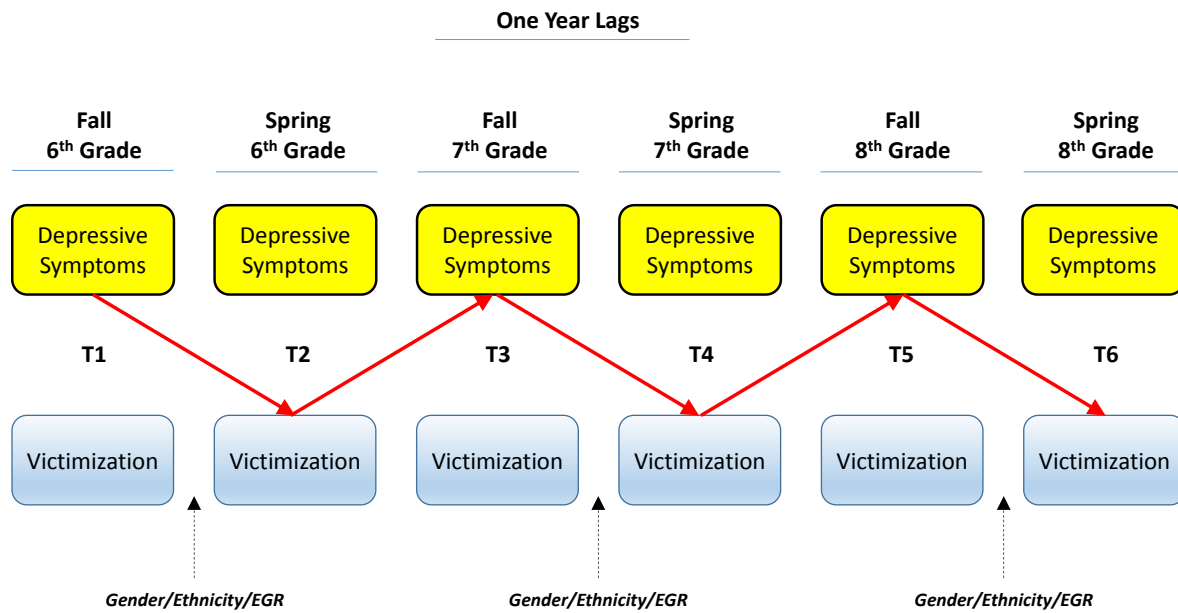 One Year Lags
Fall Spring Fall Spring Fall Spring
6th Grade 6th Grade 7th Grade 7th Grade 8th Grade 8th Grade
Depressive Depressive Depressive Depressive Depressive Depressive
Symptoms Symptoms Symptoms Symptoms Symptoms Symptoms
T1 T2 T3 T4 T5 T6
Victimization Victimization Victimization Victimization Victimization Victimization
Gender/Ethnicity/EGR Gender/Ethnicity/EGR Gender/Ethnicity/EGR